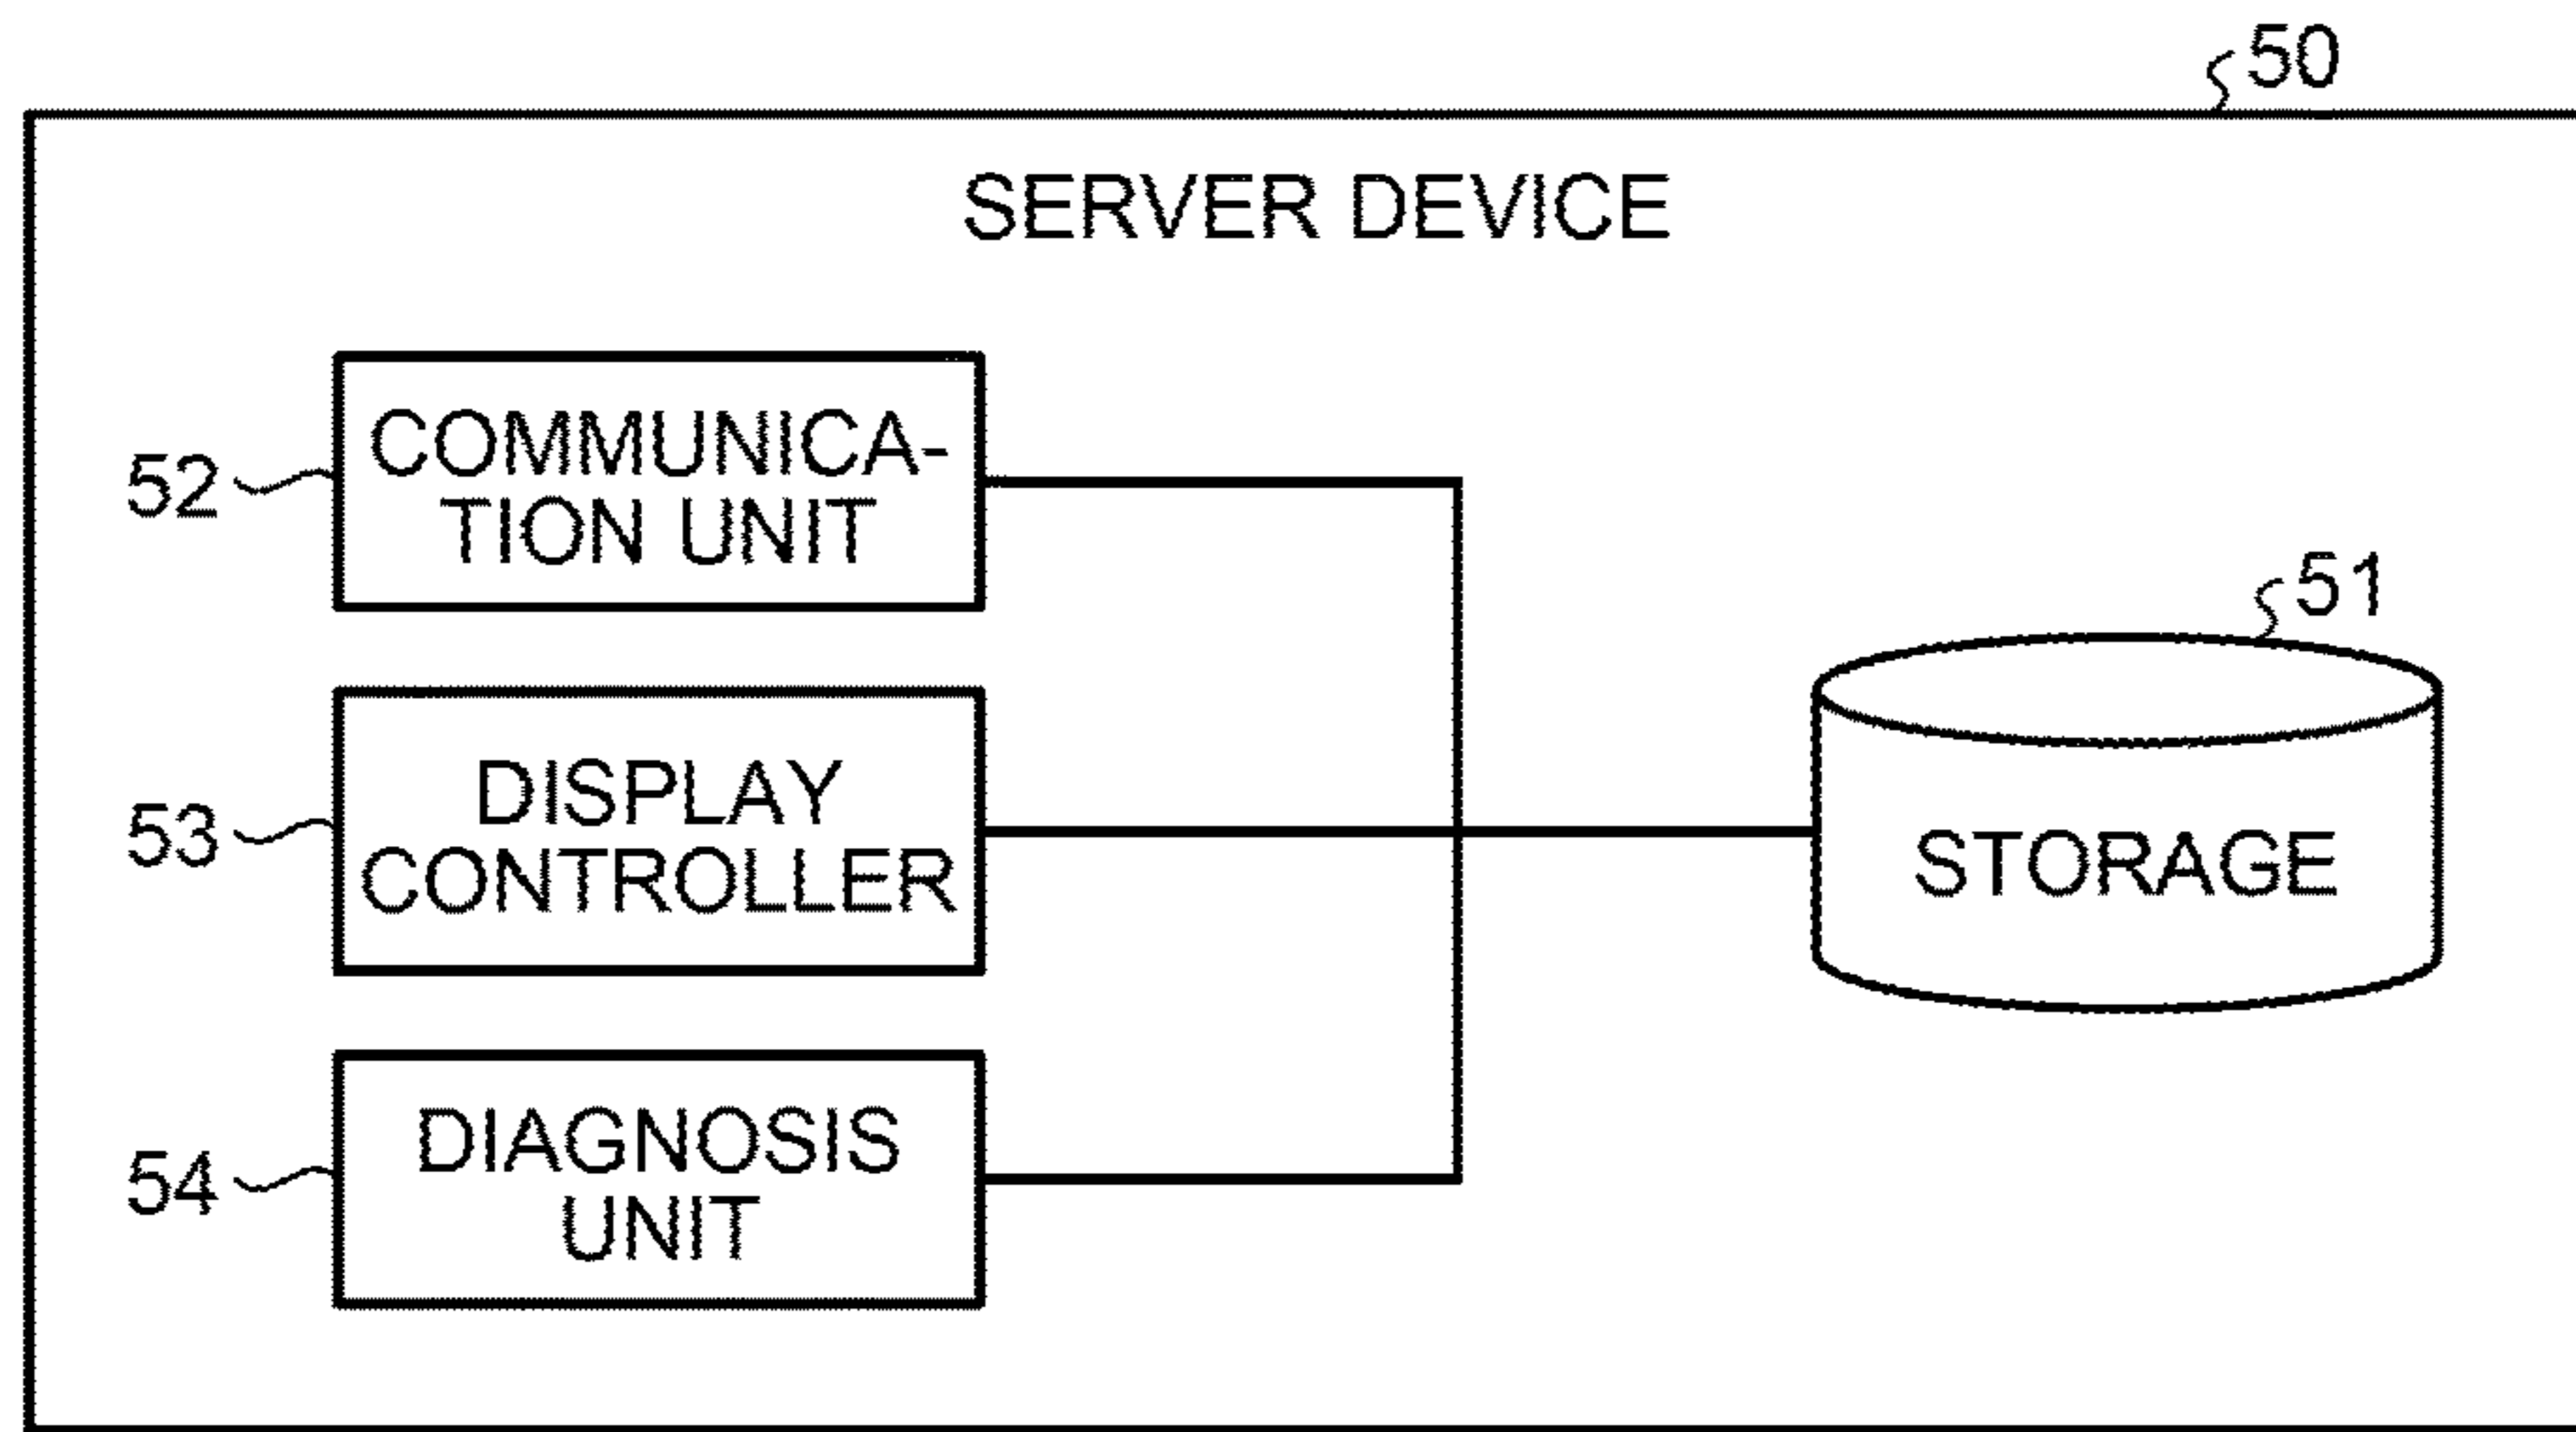 50
SERVER DEVICE
52
COMMUNICA-
TION UNIT
51
53
DISPLAY
CONTROLLER
STORAGE
54
DIAGNOSIS
UNIT